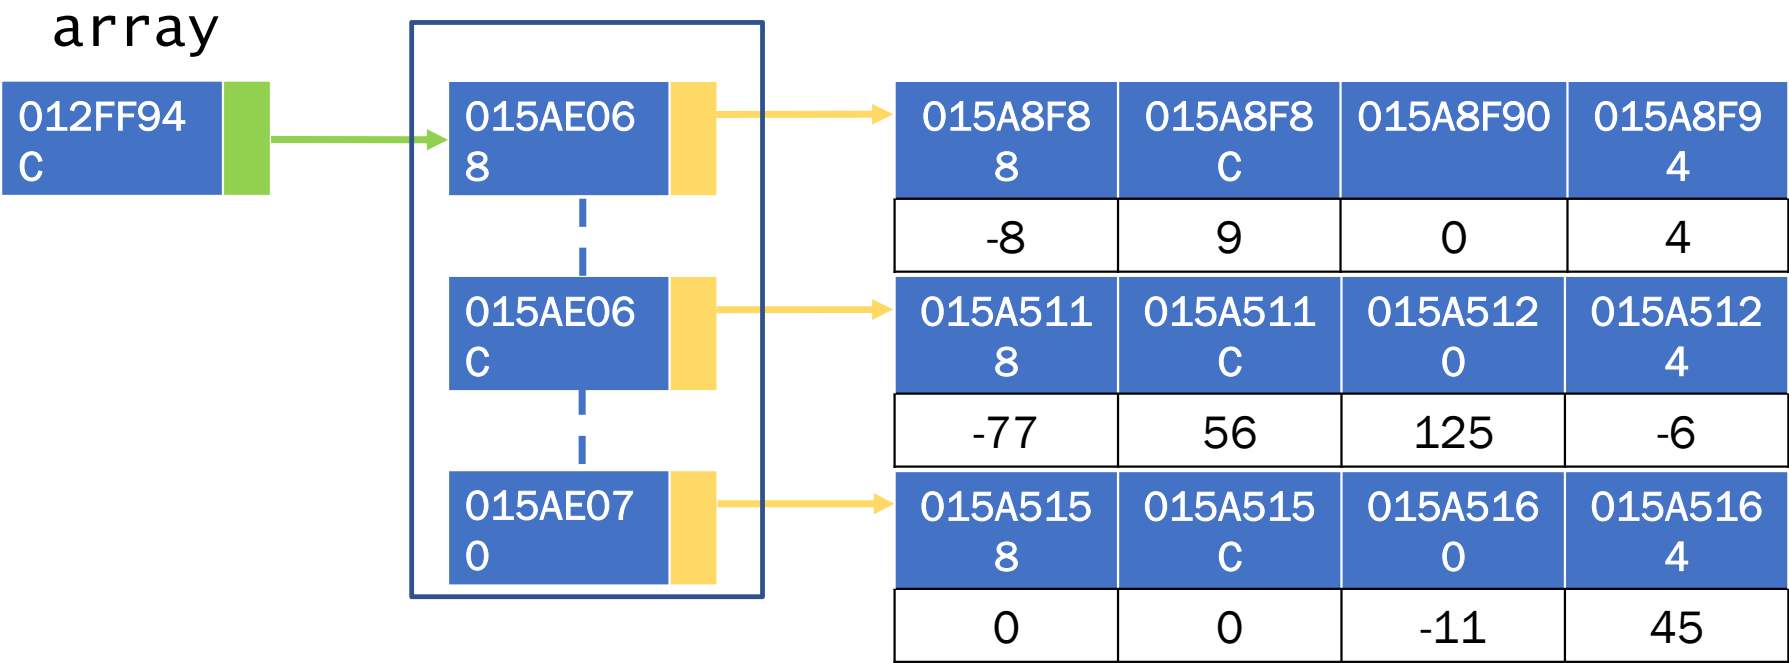 array
012FF94
C
015AE06
8
015A8F8 015A8F8 015A8F90 015A8F9
8 C 4
-8 9 0 4
015AE06
C
015A511 015A511 015A512 015A512
8 C 0 4
-77 56 125 -6
015AE07
0
015A515 015A515 015A516 015A516
8 C 0 4
0 0 -11 45